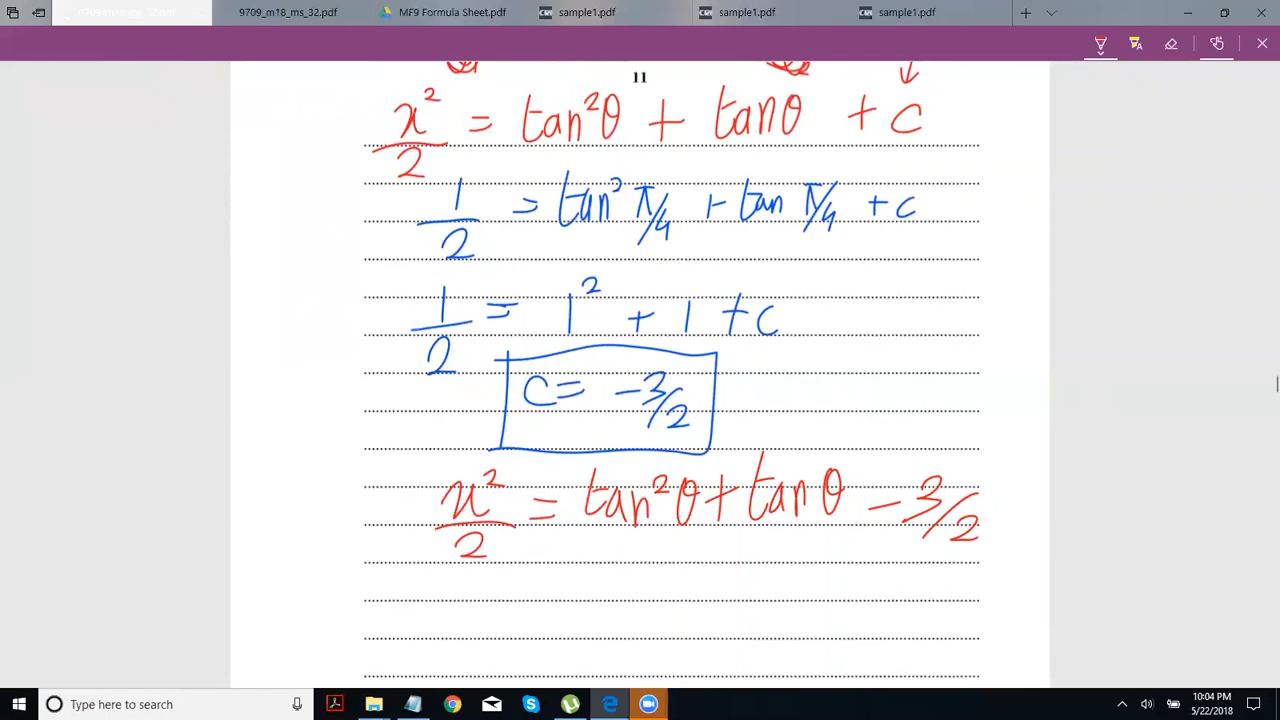 9709_m18_ms_32.pdf MF9 Formula Sheet.pdf sample1.pdf sample1.pdf sample1.pdf
11
x²/2 = tan²θ + tanθ + c
1/2 = tan² π/4 + tan π/4 + c
1/2 = 1² + 1 + c
c = -3/2
x²/2 = tan²θ + tanθ - 3/2
Type here to search
10:04 PM
5/22/2018